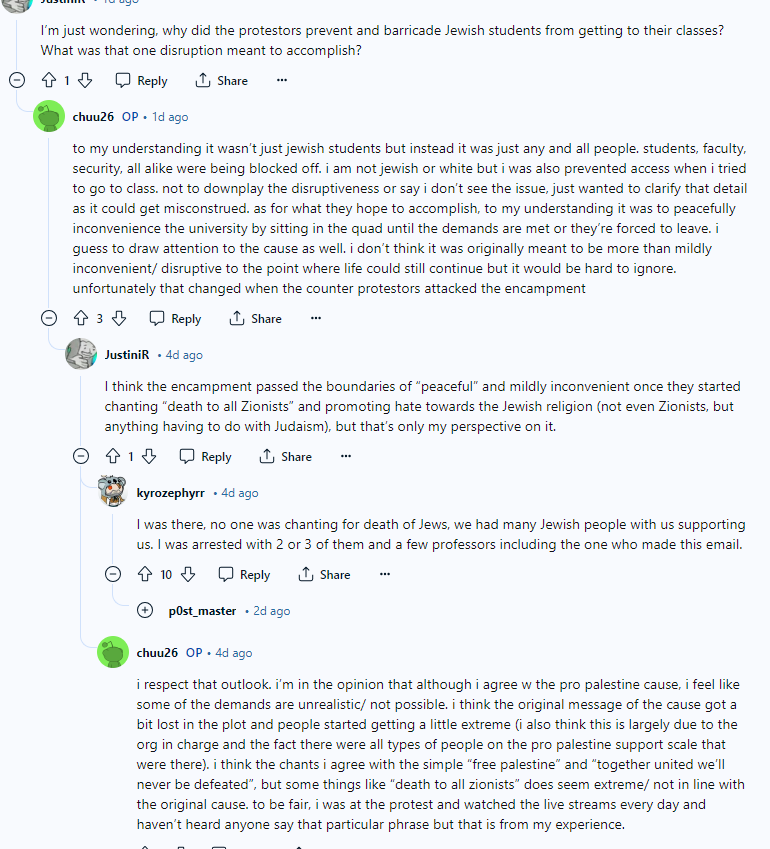 JustiniR • 1d ago
I'm just wondering, why did the protestors prevent and barricade Jewish students from getting to their classes?
What was that one disruption meant to accomplish?
1 Reply Share ...
chuu26 OP • 1d ago
to my understanding it wasn't just jewish students but instead it was just any and all people. students, faculty,
security, all alike were being blocked off. i am not jewish or white but i was also prevented access when i tried
to go to class. not to downplay the disruptiveness or say i don't see the issue, just wanted to clarify that detail
as it could get misconstrued. as for what they hope to accomplish, to my understanding it was to peacefully
inconvenience the university by sitting in the quad until the demands are met or they're forced to leave. i
guess to draw attention to the cause as well. i don't think it was originally meant to be more than mildly
inconvenient/ disruptive to the point where life could still continue but it would be hard to ignore.
unfortunately that changed when the counter protestors attacked the encampment
3 Reply Share ...
JustiniR • 4d ago
I think the encampment passed the boundaries of "peaceful" and mildly inconvenient once they started
chanting "death to all Zionists" and promoting hate towards the Jewish religion (not even Zionists, but
anything having to do with Judaism), but that's only my perspective on it.
1 Reply Share ...
kyrozephyrr • 4d ago
I was there, no one was chanting for death of Jews, we had many Jewish people with us supporting
us. I was arrested with 2 or 3 of them and a few professors including the one who made this email.
10 Reply Share ...
p0st_master • 2d ago
chuu26 OP • 4d ago
i respect that outlook. i'm in the opinion that although i agree w the pro palestine cause, i feel like
some of the demands are unrealistic/ not possible. i think the original message of the cause got a
bit lost in the plot and people started getting a little extreme (i also think this is largely due to the
org in charge and the fact there were all types of people on the pro palestine support scale that
were there). i think the chants i agree with the simple "free palestine" and "together united we'll
never be defeated", but some things like "death to all zionists" does seem extreme/ not in line with
the original cause. to be fair, i was at the protest and watched the live streams every day and
haven't heard anyone say that particular phrase but that is from my experience.